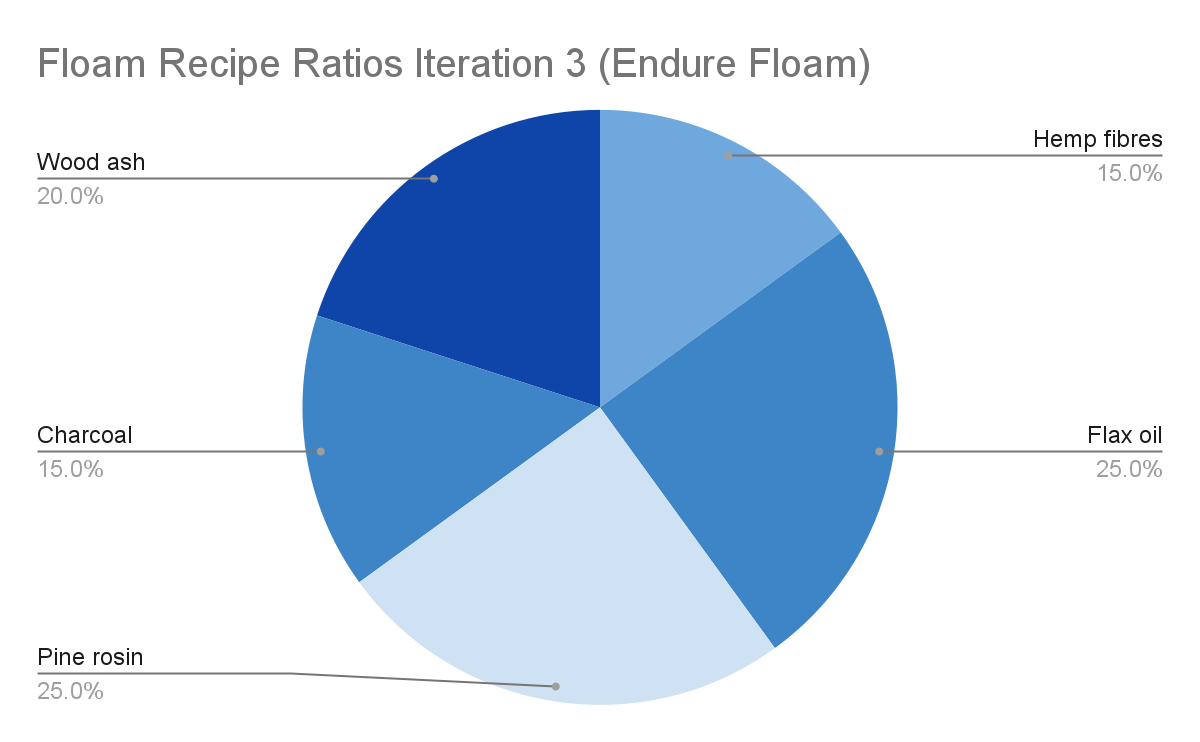 Floam Recipe Ratios Iteration 3 (Endure Floam)
Hemp fibres
15.0%
Flax oil
25.0%
Pine rosin
25.0%
Charcoal
15.0%
Wood ash
20.0%